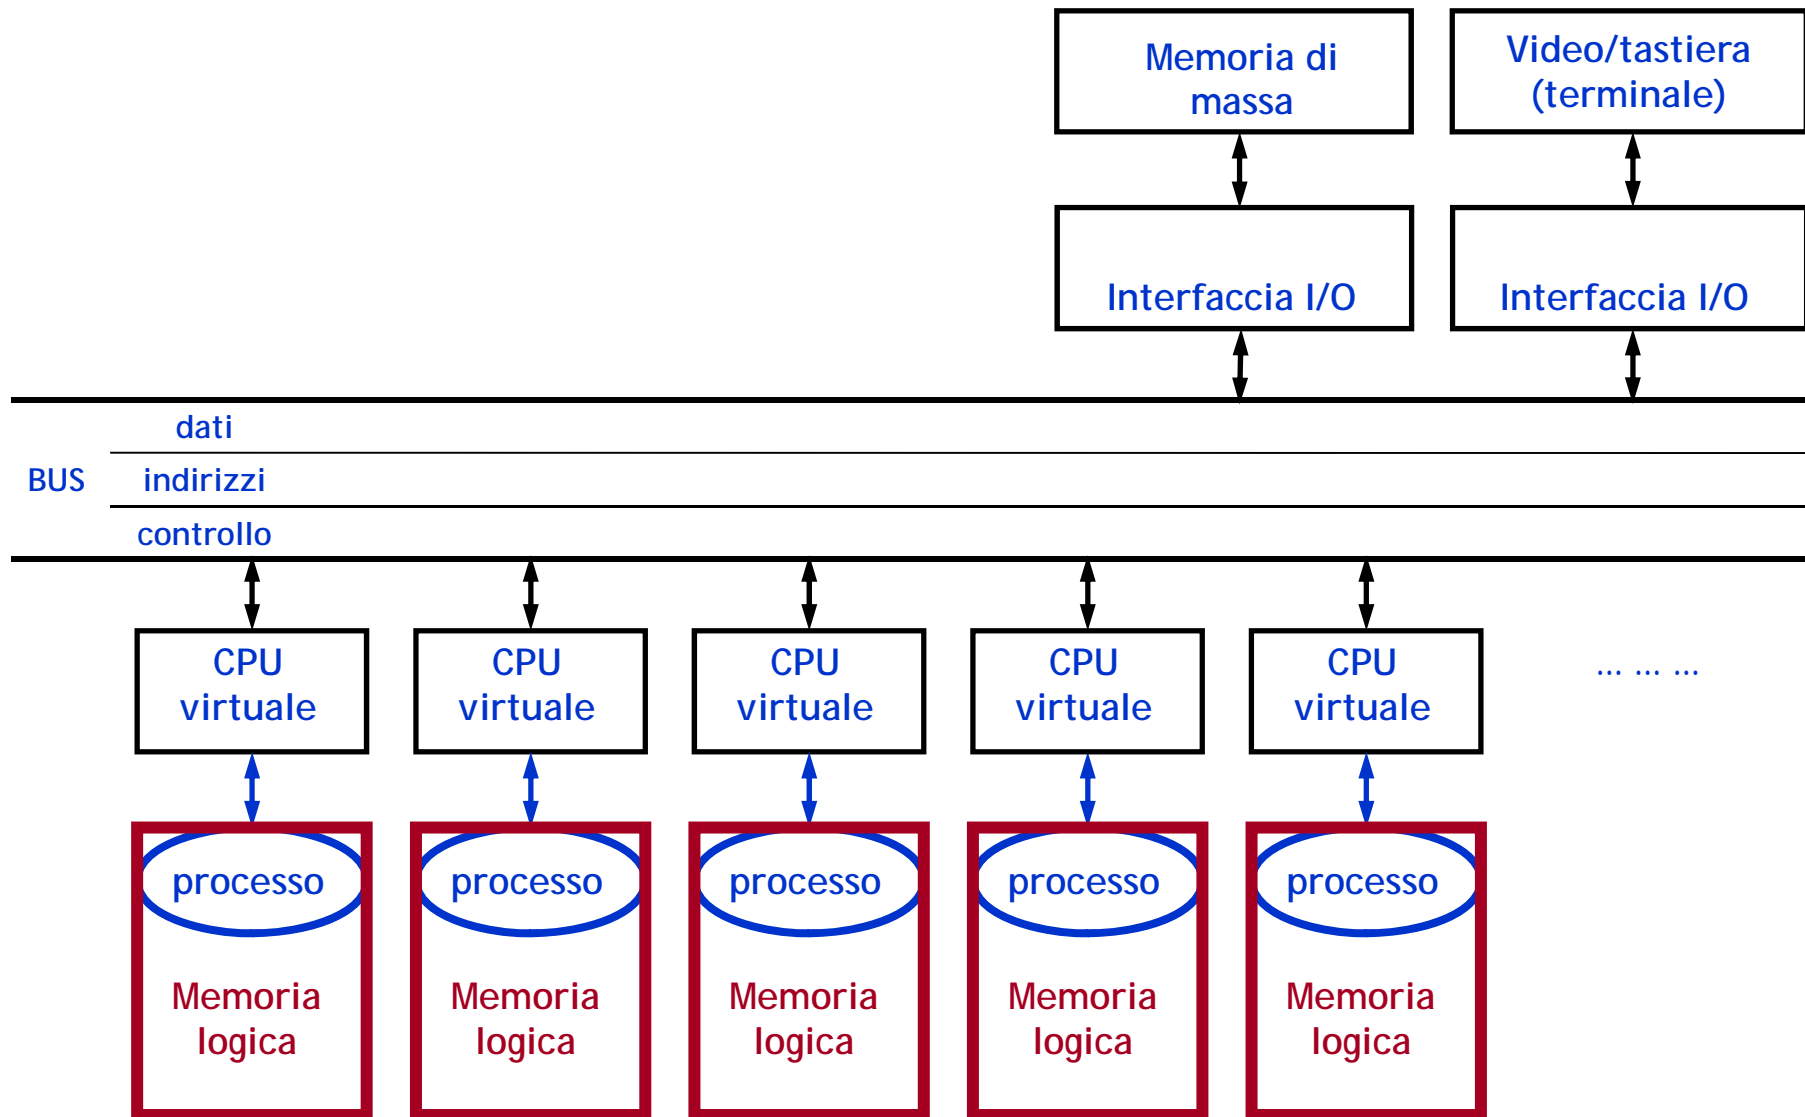 Memoria di
massa
Video/tastiera
(terminale)
Interfaccia I/O
Interfaccia I/O
BUS
dati
indirizzi
controllo
CPU
virtuale
CPU
virtuale
CPU
virtuale
CPU
virtuale
CPU
virtuale
... ... ...
processo
processo
processo
processo
processo
Memoria
logica
Memoria
logica
Memoria
logica
Memoria
logica
Memoria
logica